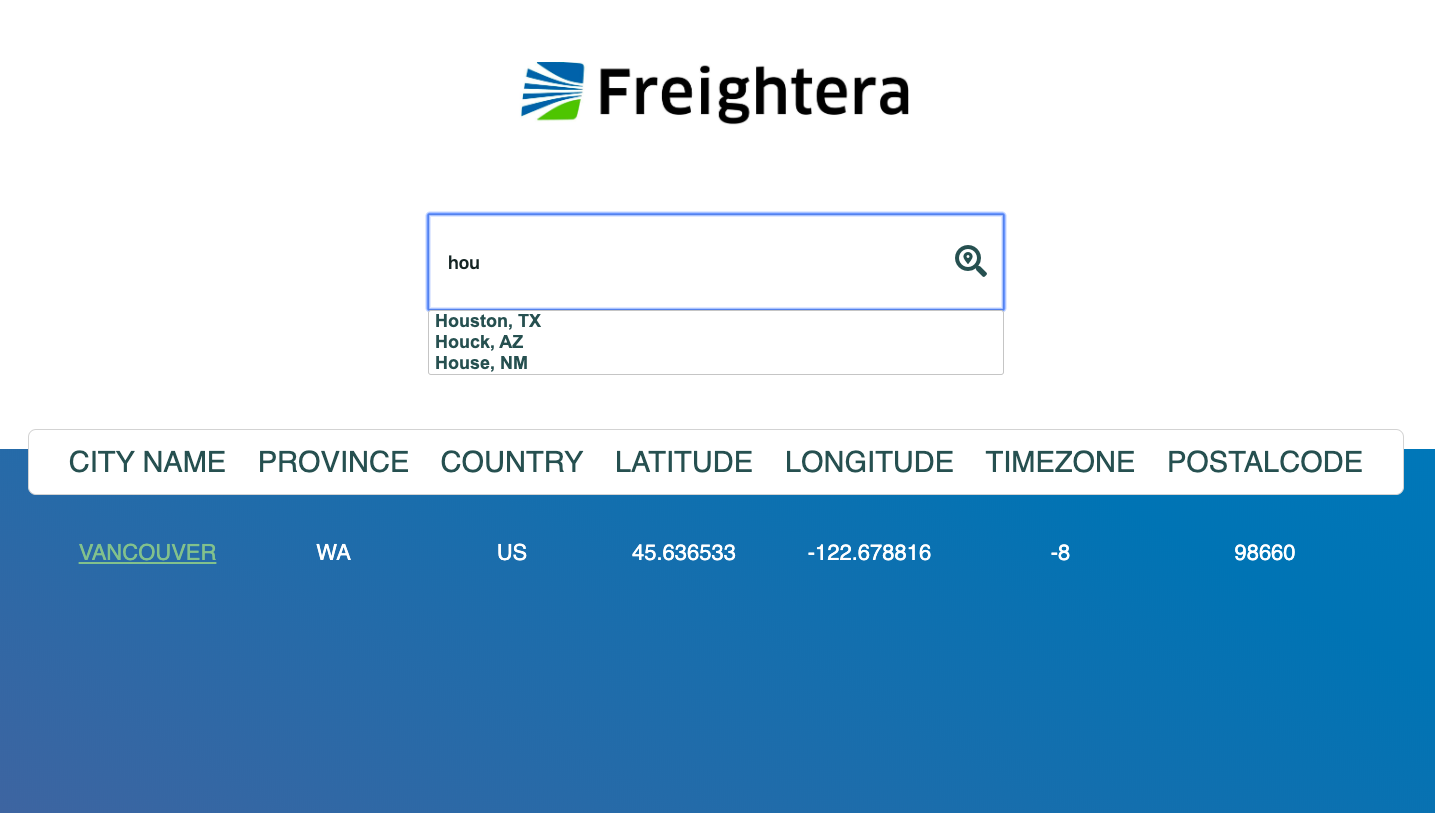 Freightera
hou
Houston, TX
Houck, AZ
House, NM
CITY NAME PROVINCE COUNTRY LATITUDE LONGITUDE TIMEZONE POSTALCODE
VANCOUVER WA US 45.636533 -122.678816 -8 98660